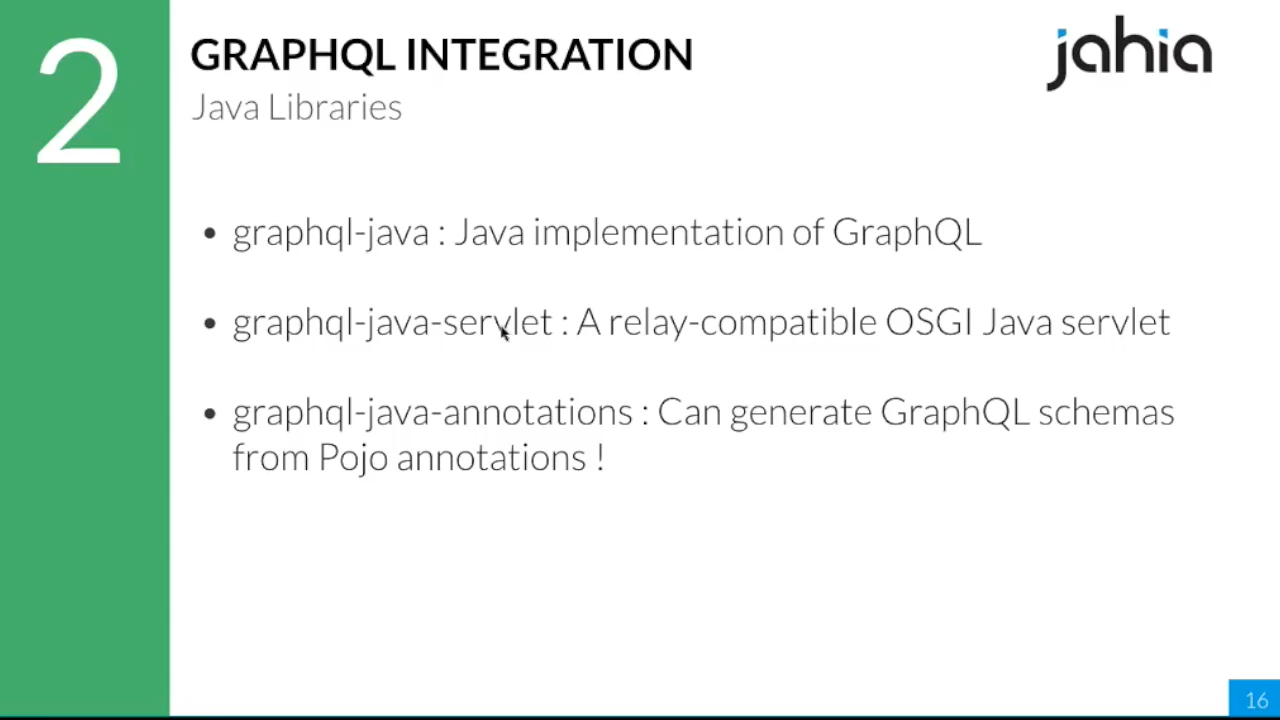 2
GRAPHQL INTEGRATION
jahia
Java Libraries
• graphql-java : Java implementation of GraphQL
• graphql-java-servlet : A relay-compatible OSGI Java servlet
• graphql-java-annotations : Can generate GraphQL schemas
from Pojo annotations !
16